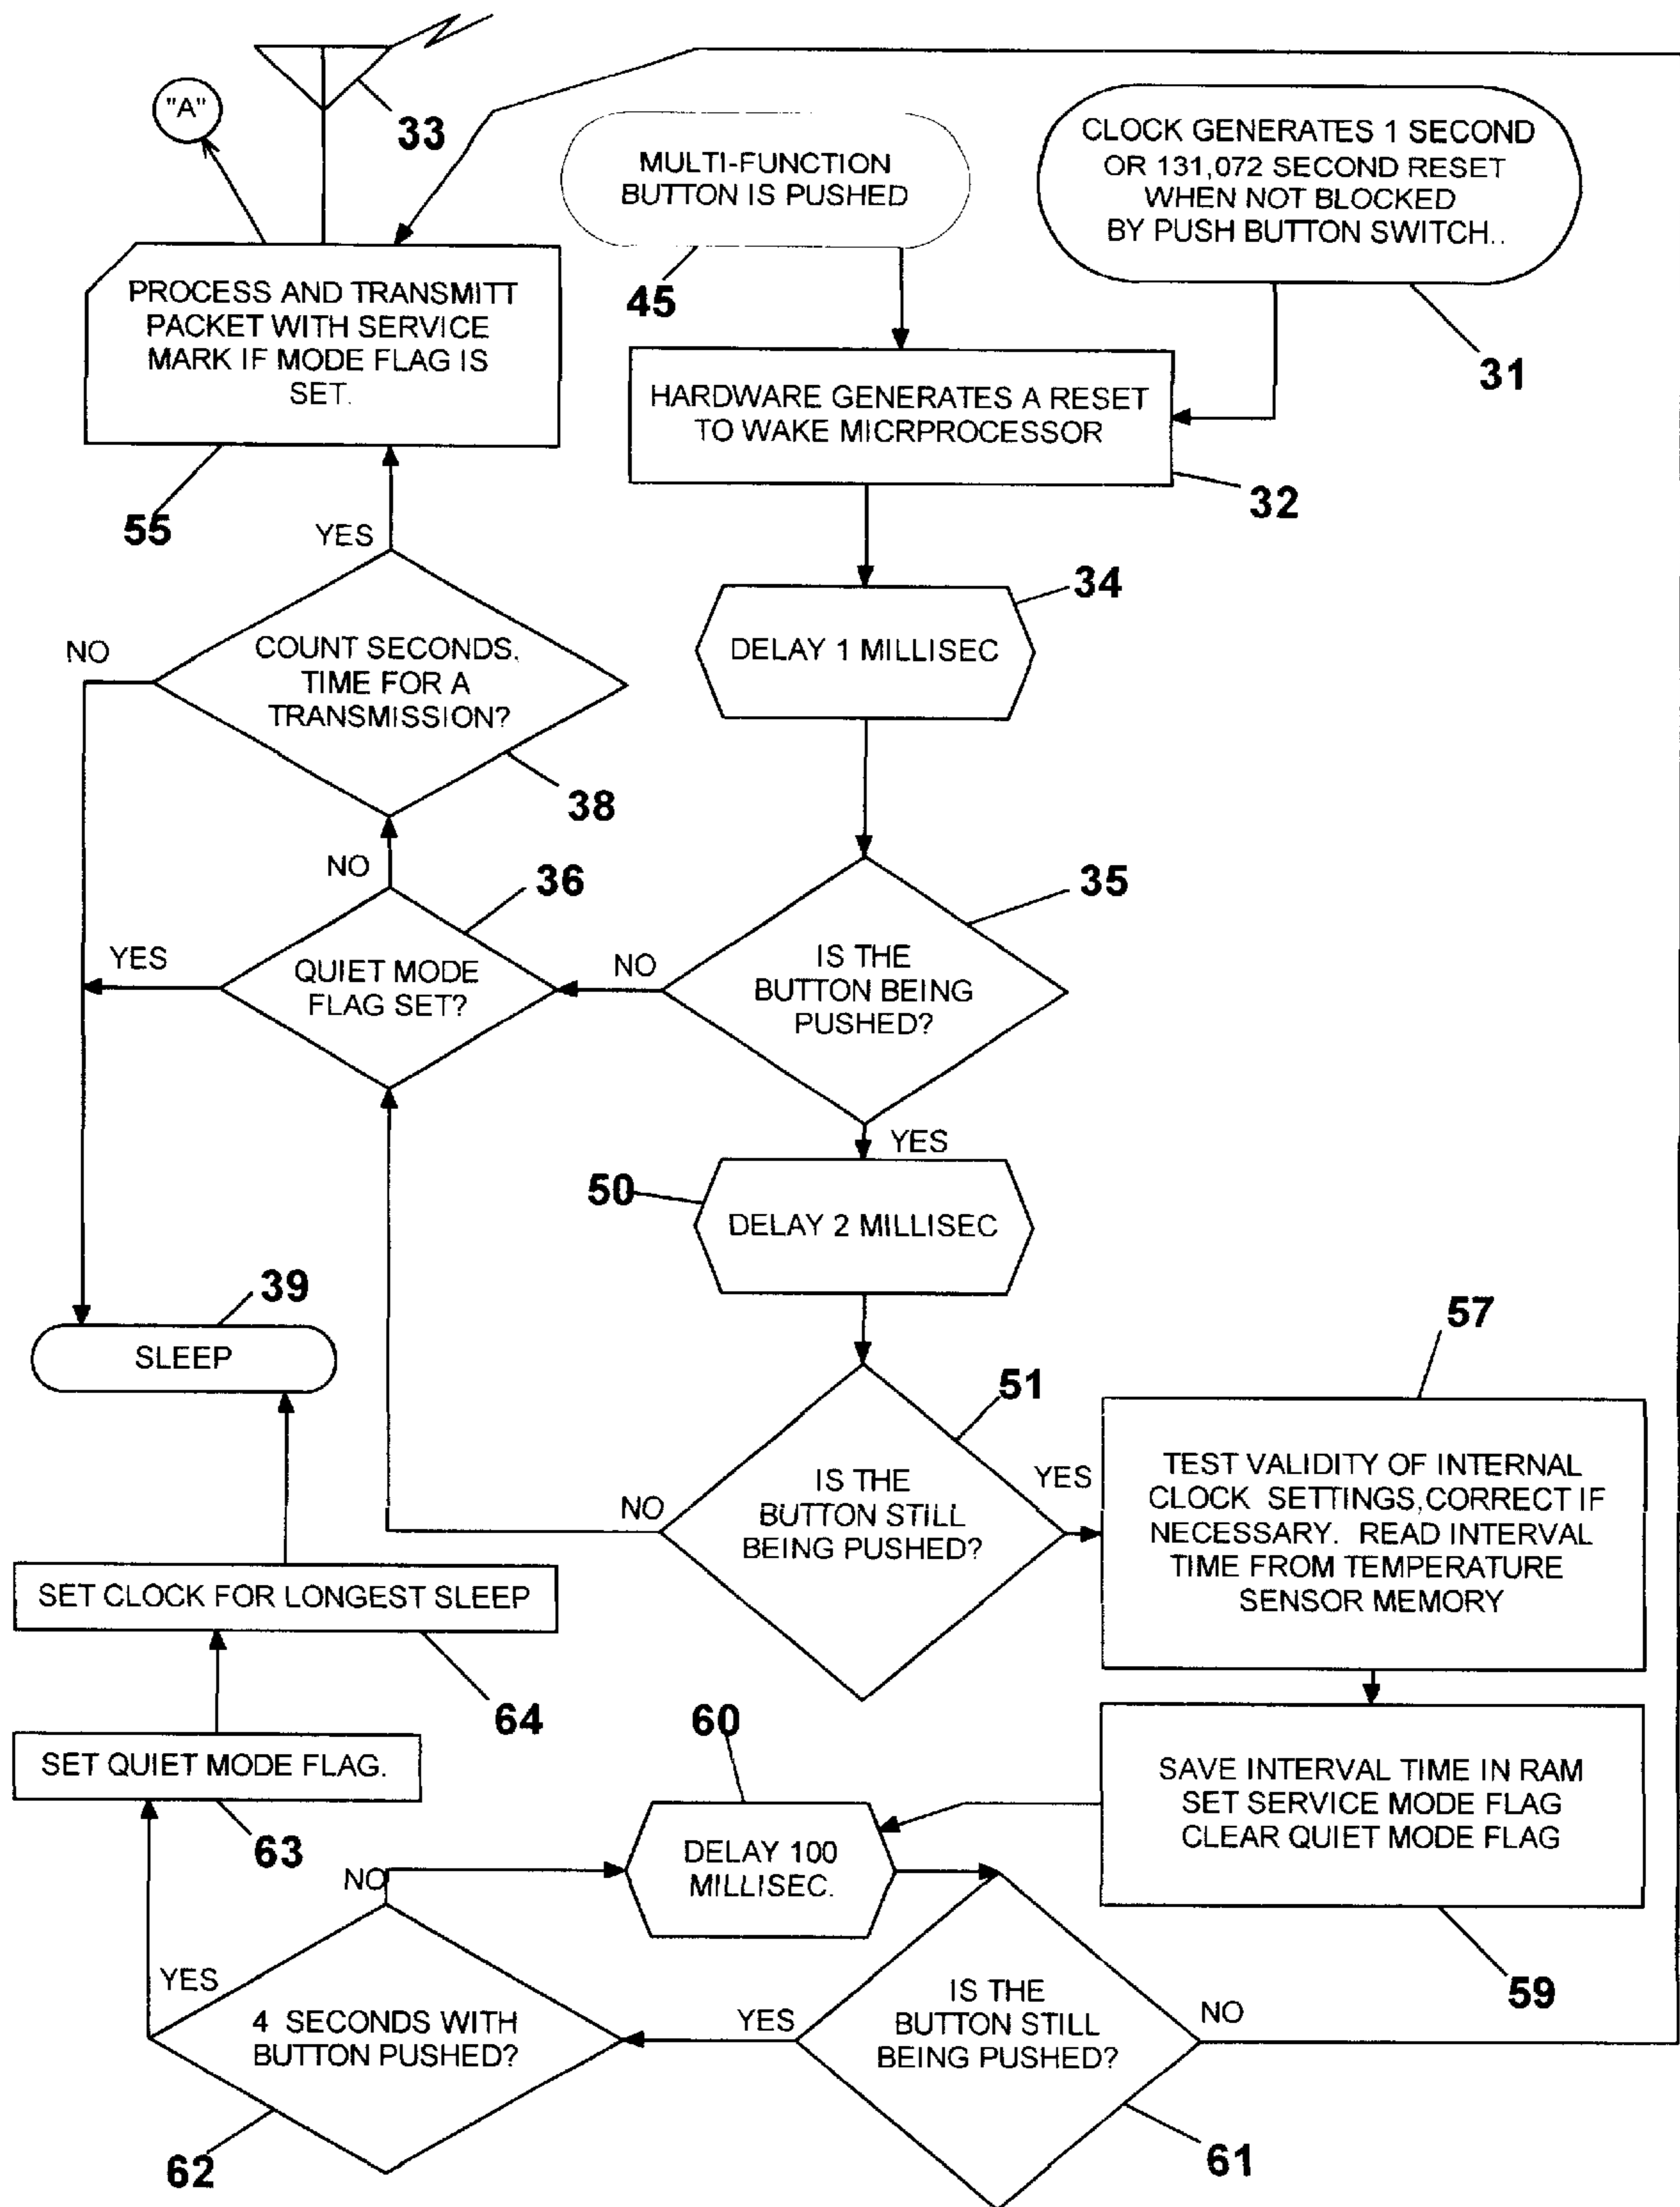 "A"
33
MULTI-FUNCTION
BUTTON IS PUSHED
45
CLOCK GENERATES 1 SECOND
OR 131,072 SECOND RESET
WHEN NOT BLOCKED
BY PUSH BUTTON SWITCH..
31
PROCESS AND TRANSMITT
PACKET WITH SERVICE
MARK IF MODE FLAG IS
SET.
55
HARDWARE GENERATES A RESET
TO WAKE MICRPROCESSOR
32
YES
DELAY 1 MILLISEC
34
NO
COUNT SECONDS,
TIME FOR A
TRANSMISSION?
38
NO
36
YES
QUIET MODE
FLAG SET?
NO
IS THE
BUTTON BEING
PUSHED?
35
YES
50
DELAY 2 MILLISEC
39
SLEEP
51
57
NO
IS THE
BUTTON STILL
BEING PUSHED?
YES
TEST VALIDITY OF INTERNAL
CLOCK SETTINGS,CORRECT IF
NECESSARY. READ INTERVAL
TIME FROM TEMPERATURE
SENSOR MEMORY
SET CLOCK FOR LONGEST SLEEP
64
SET QUIET MODE FLAG.
63
60
DELAY 100
MILLISEC.
SAVE INTERVAL TIME IN RAM
SET SERVICE MODE FLAG
CLEAR QUIET MODE FLAG
59
NO
YES
4 SECONDS WITH
BUTTON PUSHED?
62
YES
IS THE
BUTTON STILL
BEING PUSHED?
NO
61